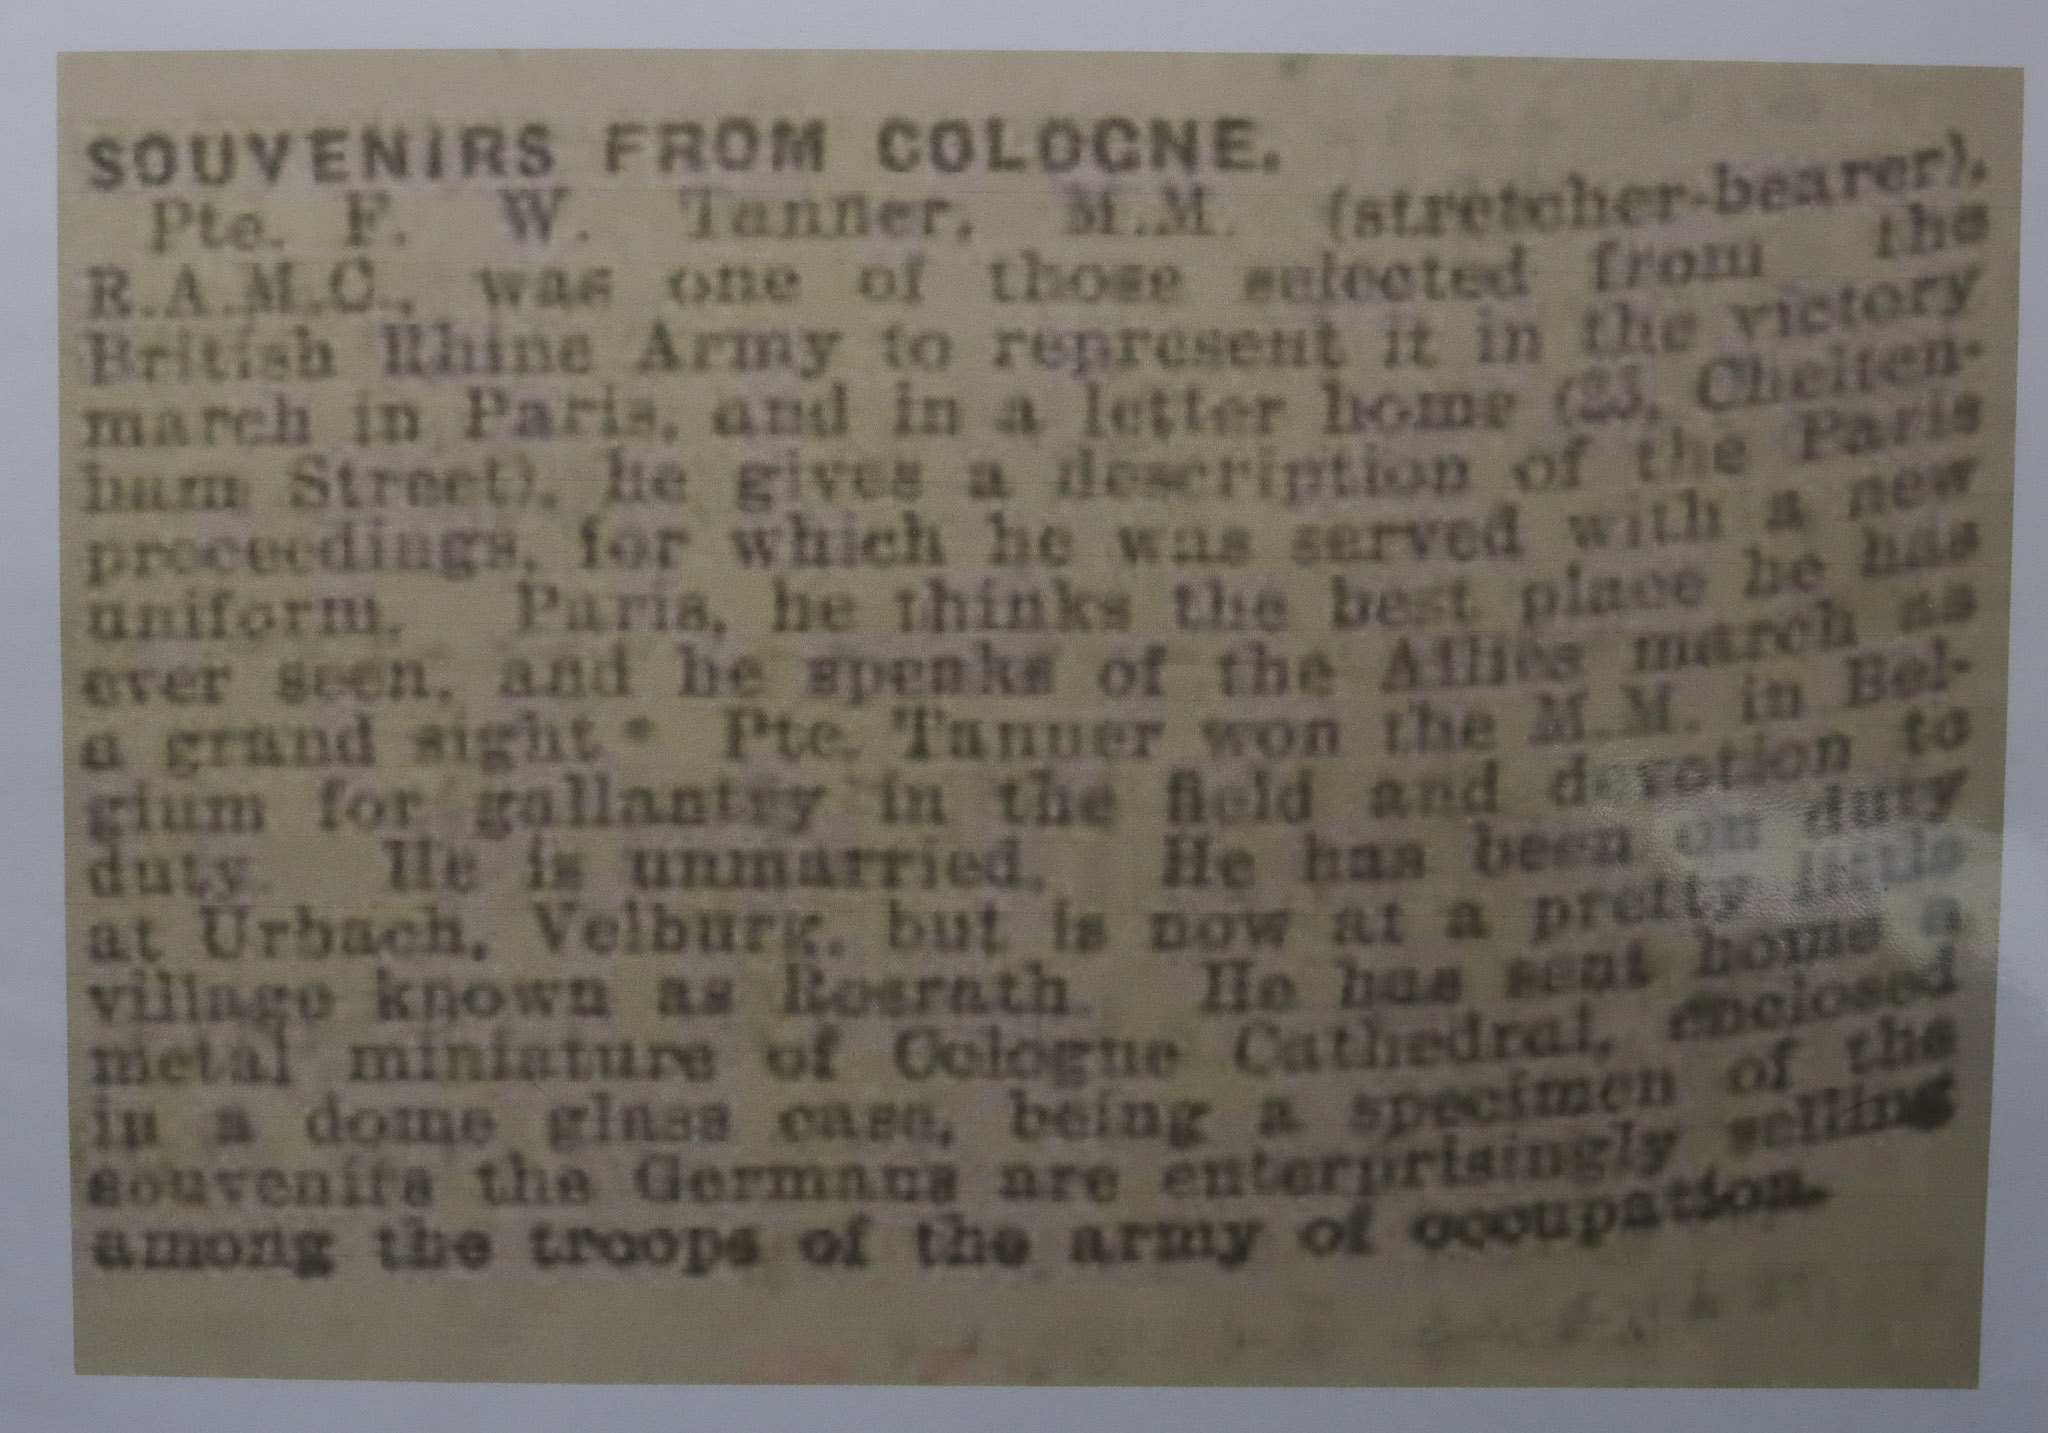 SOUVENIRS FROM COLOGNE.
Pte. F. W. Tanner, M.M. (stretcher-bearer),
R.A.M.C., was one of those selected from the
British Rhine Army to represent it in the victory
march in Paris, and in a letter home (23, Chelten-
ham Street), he gives a description of the Paris
proceedings, for which he was served with a new
uniform. Paris, he thinks the best place he has
ever seen, and he speaks of the Allies march as
a grand sight. Pte. Tanner won the M.M. in Bel-
gium for gallantry in the field and devotion to
duty. He is unmarried. He has been on duty
at Urbach, Velburg, but is now at a pretty little
village known as Rosrath. He has sent home a
metal miniature of Cologne Cathedral, enclosed
in a dome glass case, being a specimen of the
souvenirs the Germans are enterprisingly selling
among the troops of the army of occupation.